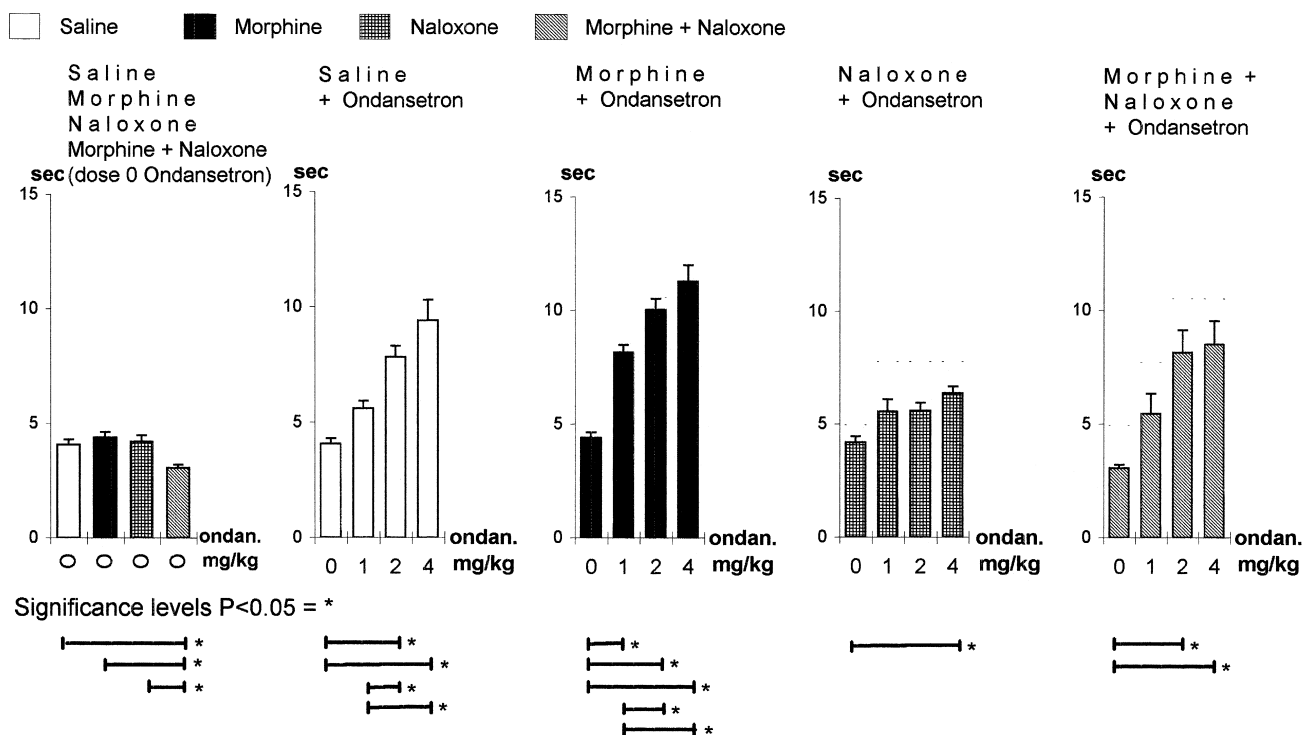 Saline Morphine Naloxone Morphine + Naloxone
Saline
Morphine
Naloxone
Morphine + Naloxone
(dose 0 Ondansetron)
sec
15
10
5
0
0 0 0 0
ondan.
mg/kg
Saline
+ Ondansetron
sec
15
10
5
0
0 1 2 4
ondan.
mg/kg
Morphine
+ Ondansetron
sec
15
10
5
0
0 1 2 4
ondan.
mg/kg
Naloxone
+ Ondansetron
sec
15
10
5
0
0 1 2 4
ondan.
mg/kg
Morphine +
Naloxone
+ Ondansetron
sec
15
10
5
0
0 1 2 4
ondan.
mg/kg
Significance levels P<0.05 = *
* * * * *
* * * *
* * *
* *
*